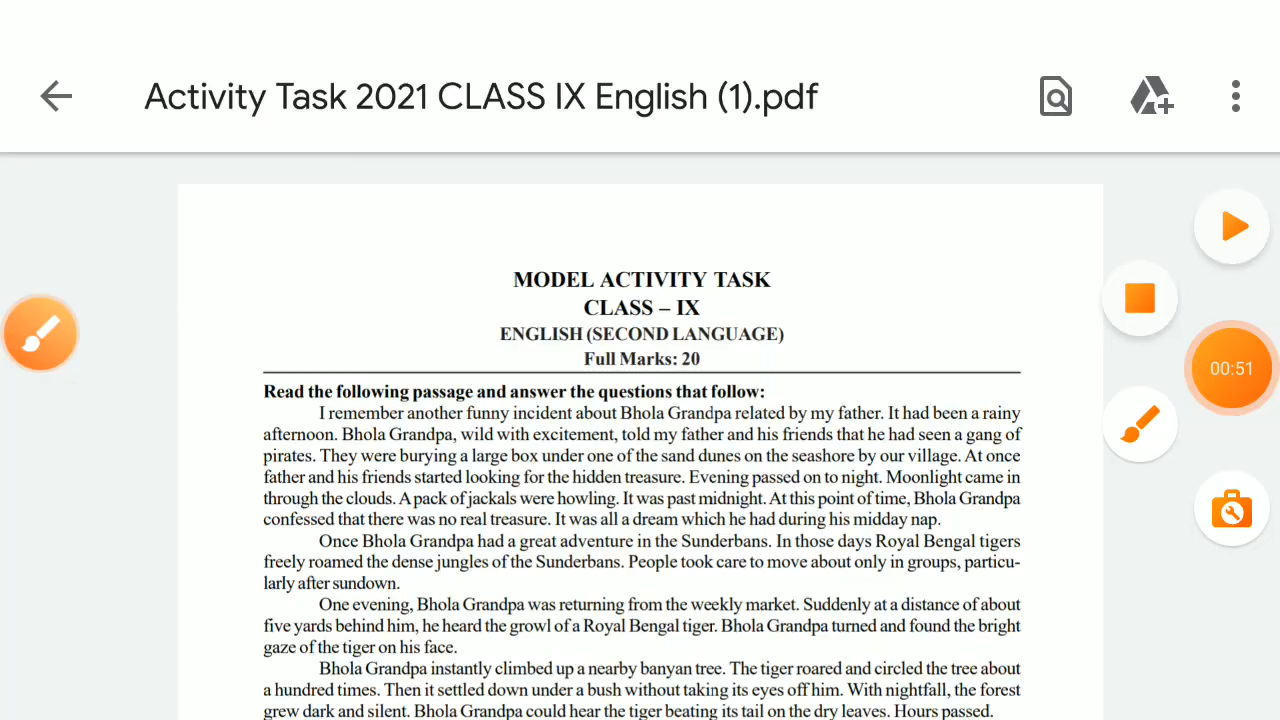 Activity Task 2021 CLASS IX English (1).pdf
MODEL ACTIVITY TASK
CLASS – IX
ENGLISH (SECOND LANGUAGE)
Full Marks: 20
00:51
Read the following passage and answer the questions that follow:
I remember another funny incident about Bhola Grandpa related by my father. It had been a rainy
afternoon. Bhola Grandpa, wild with excitement, told my father and his friends that he had seen a gang of
pirates. They were burying a large box under one of the sand dunes on the seashore by our village. At once
father and his friends started looking for the hidden treasure. Evening passed on to night. Moonlight came in
through the clouds. A pack of jackals were howling. It was past midnight. At this point of time, Bhola Grandpa
confessed that there was no real treasure. It was all a dream which he had during his midday nap.
Once Bhola Grandpa had a great adventure in the Sunderbans. In those days Royal Bengal tigers
freely roamed the dense jungles of the Sunderbans. People took care to move about only in groups, particu-
larly after sundown.
One evening, Bhola Grandpa was returning from the weekly market. Suddenly at a distance of about
five yards behind him, he heard the growl of a Royal Bengal tiger. Bhola Grandpa turned and found the bright
gaze of the tiger on his face.
Bhola Grandpa instantly climbed up a nearby banyan tree. The tiger roared and circled the tree about
a hundred times. Then it settled down under a bush without taking its eyes off him. With nightfall, the forest
grew dark and silent. Bhola Grandpa could hear the tiger beating its tail on the dry leaves. Hours passed.